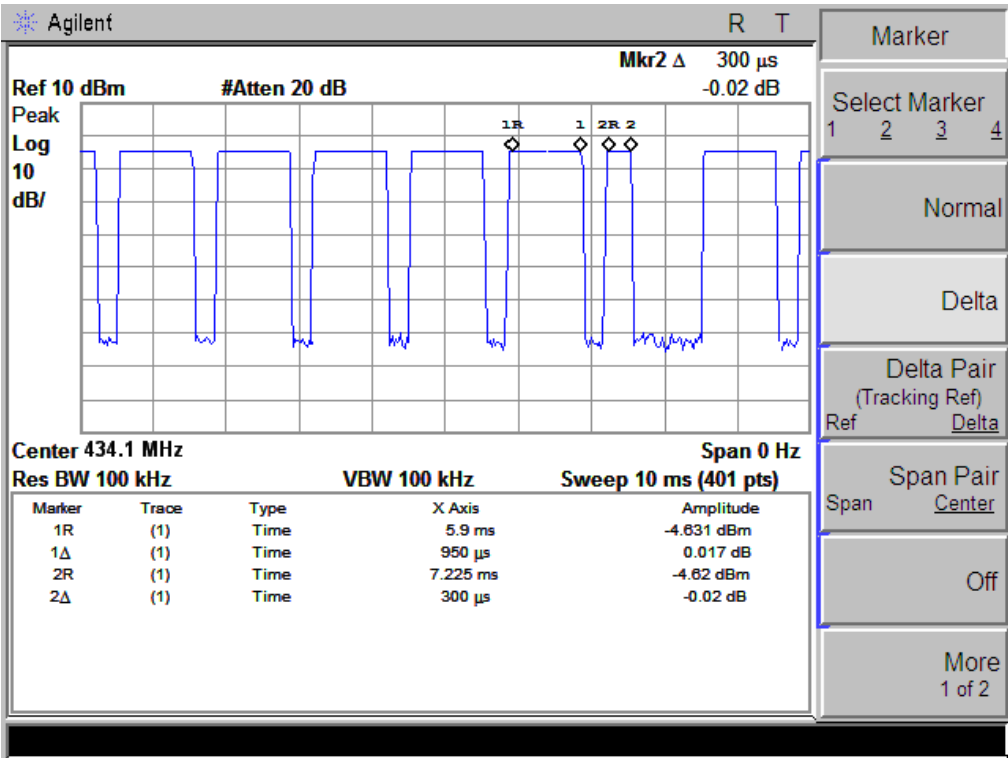 Agilent R T
Mkr2 Δ 300 μs
Ref 10 dBm #Atten 20 dB -0.02 dB
Peak
Log
10
dB/
1R 1 2R 2
Center 434.1 MHz Span 0 Hz
Res BW 100 kHz VBW 100 kHz Sweep 10 ms (401 pts)
Marker Trace Type X Axis Amplitude
1R (1) Time 5.9 ms -4.631 dBm
1Δ (1) Time 950 μs 0.017 dB
2R (1) Time 7.225 ms -4.62 dBm
2Δ (1) Time 300 μs -0.02 dB
Marker
Select Marker
1 2 3 4
Normal
Delta
Delta Pair
(Tracking Ref)
Ref Delta
Span Pair
Span Center
Off
More
1 of 2